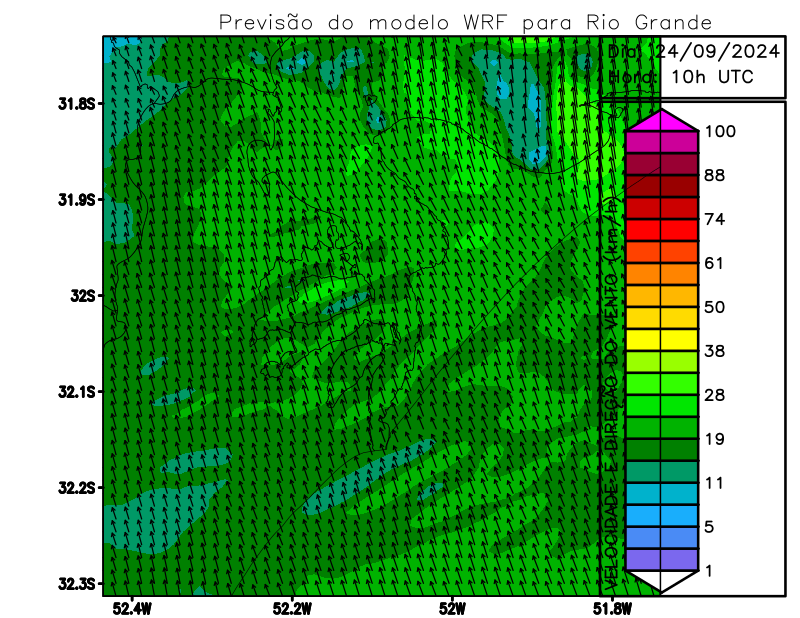 Previsão do modelo WRF para Rio Grande
Dia: 24/09/2024
Hora: 10h UTC
31.8S
31.9S
32S
32.1S
32.2S
32.3S
52.4W
52.2W
52W
51.8W
VELOCIDADE E DIREÇÃO DO VENTO (km/h)
100
88
74
61
50
38
28
19
11
5
1